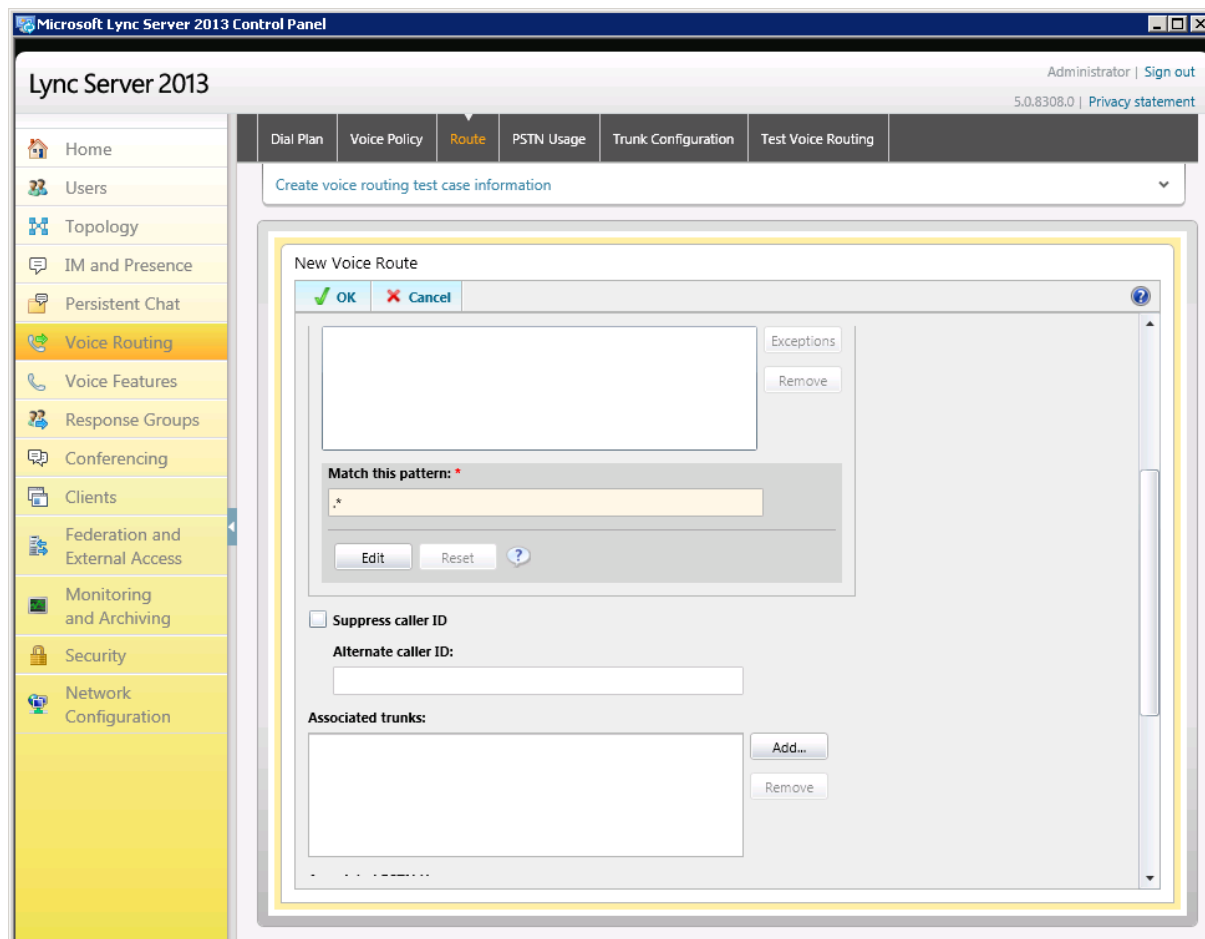 Microsoft Lync Server 2013 Control Panel
Lync Server 2013
Administrator | Sign out
5.0.8308.0 | Privacy statement
Home
Users
Topology
IM and Presence
Persistent Chat
Voice Routing
Voice Features
Response Groups
Conferencing
Clients
Federation and
External Access
Monitoring
and Archiving
Security
Network
Configuration
Dial Plan
Voice Policy
Route
PSTN Usage
Trunk Configuration
Test Voice Routing
Create voice routing test case information
New Voice Route
OK
Cancel
Exceptions
Remove
Match this pattern: *
.*
Edit
Reset
Suppress caller ID
Alternate caller ID:
Associated trunks:
Add...
Remove